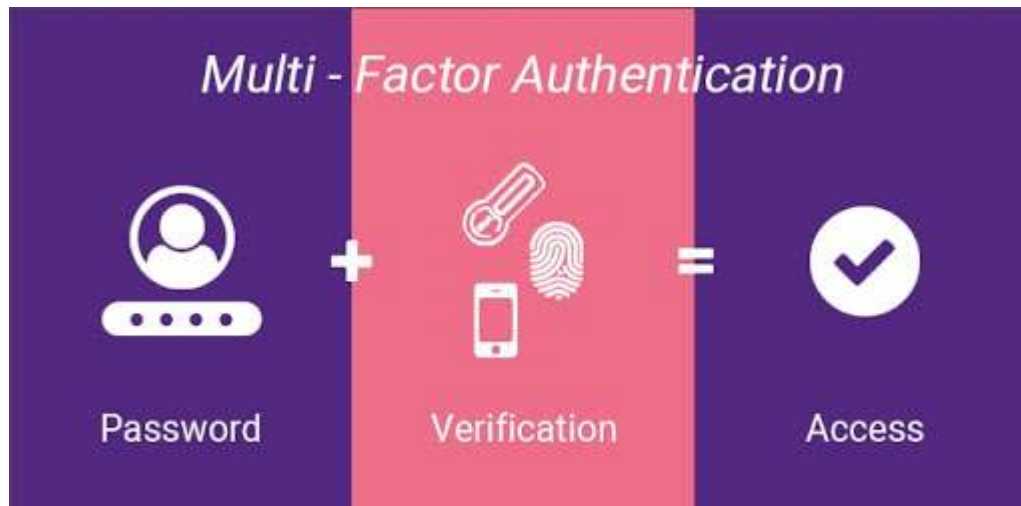 Multi - Factor Authentication
+
=
Password
Verification
Access